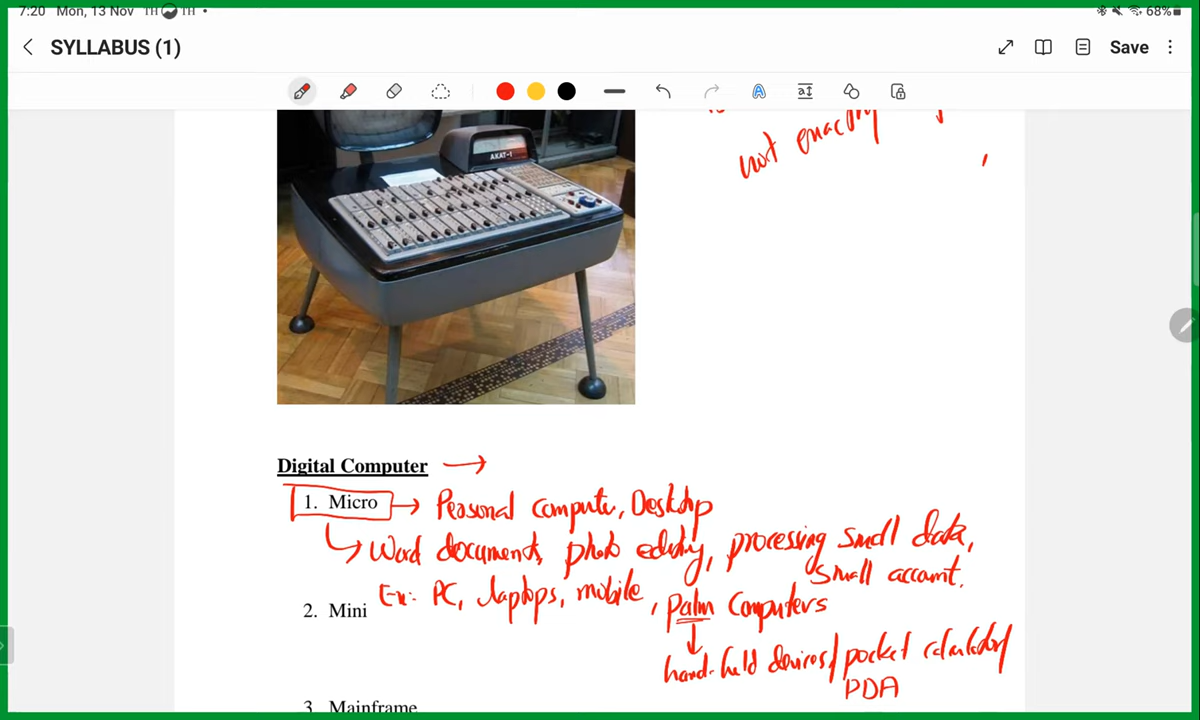 7:20 Mon, 13 Nov TH TH • 68%
SYLLABUS (1)
Save
AKAT-1
not exactly
Digital Computer →
1. Micro → Personal Computer, Desktop
↳ Word documents, photo editing, processing small data,
small account.
Ex: PC, laptops, mobile, palm Computers
2. Mini
↓
hand-held devices/pocket calculator/
PDA
3. Mainframe